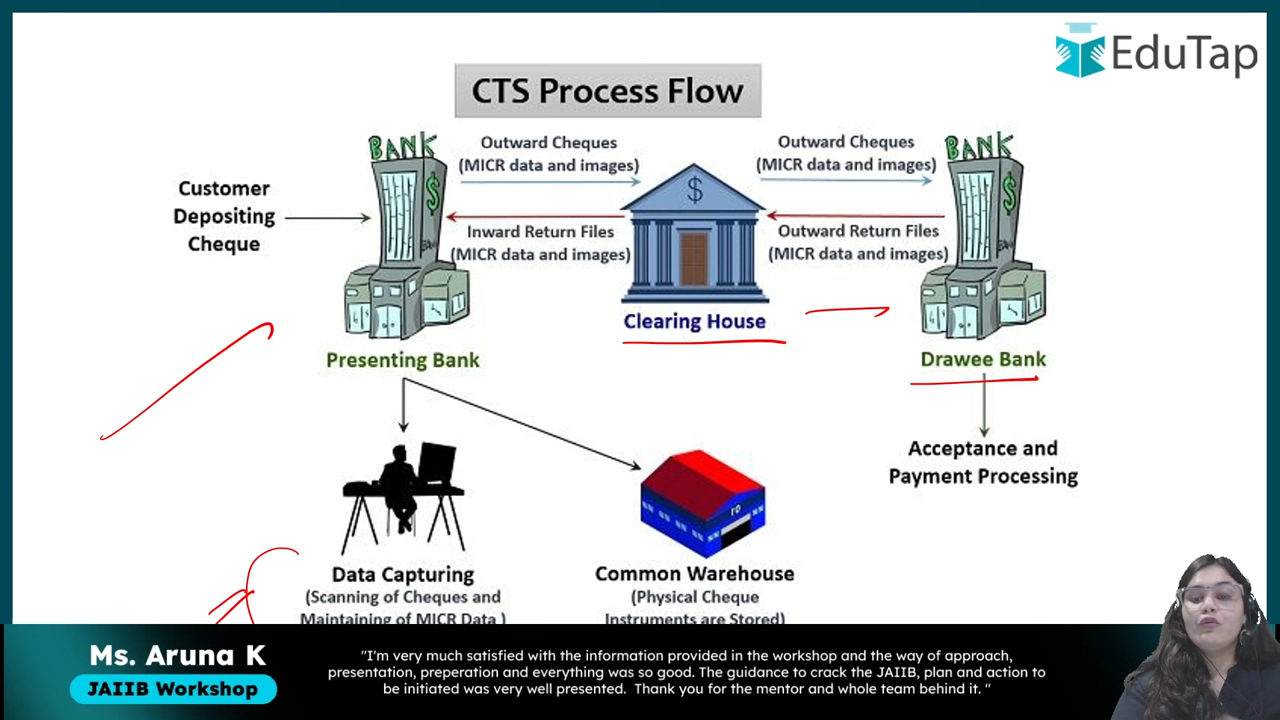 EduTap
CTS Process Flow
BANK
$
Outward Cheques
(MICR data and images)
Outward Cheques
(MICR data and images)
BANK
$
Customer
Depositing
Cheque
$
Inward Return Files
(MICR data and images)
Outward Return Files
(MICR data and images)
Clearing House
Presenting Bank
Drawee Bank
Acceptance and
Payment Processing
Data Capturing
(Scanning of Cheques and
Maintaining of MICR Data )
Common Warehouse
(Physical Cheque
Instruments are Stored)
Ms. Aruna K
JAIIB Workshop
"I'm very much satisfied with the information provided in the workshop and the way of approach,
presentation, preperation and everything was so good. The guidance to crack the JAIIB, plan and action to
be initiated was very well presented. Thank you for the mentor and whole team behind it. "